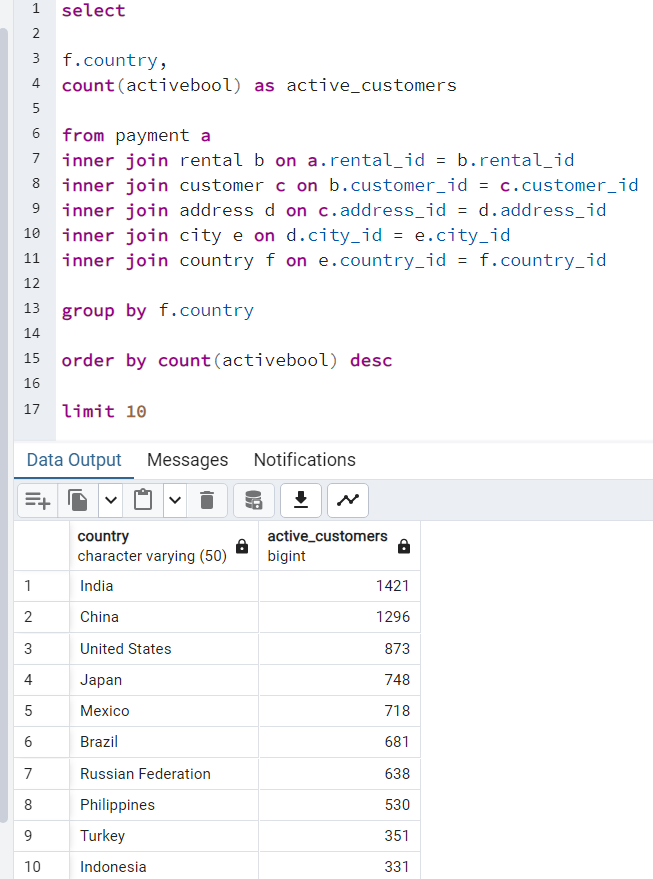 1 select
2
3 f.country,
4 count(activebool) as active_customers
5
6 from payment a
7 inner join rental b on a.rental_id = b.rental_id
8 inner join customer c on b.customer_id = c.customer_id
9 inner join address d on c.address_id = d.address_id
10 inner join city e on d.city_id = e.city_id
11 inner join country f on e.country_id = f.country_id
12
13 group by f.country
14
15 order by count(activebool) desc
16
17 limit 10
Data Output Messages Notifications
country active_customers
character varying (50) bigint
1 India 1421
2 China 1296
3 United States 873
4 Japan 748
5 Mexico 718
6 Brazil 681
7 Russian Federation 638
8 Philippines 530
9 Turkey 351
10 Indonesia 331